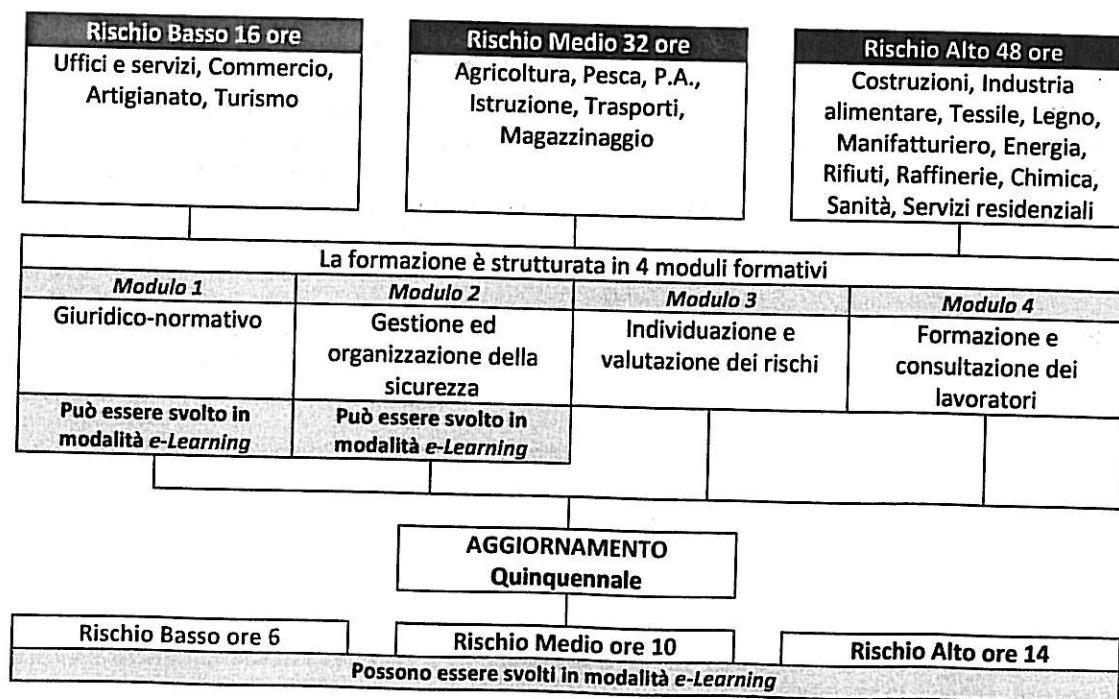 Rischio Basso 16 ore
Uffici e servizi, Commercio,
Artigianato, Turismo
Rischio Medio 32 ore
Agricoltura, Pesca, P.A.,
Istruzione, Trasporti,
Magazzinaggio
Rischio Alto 48 ore
Costruzioni, Industria
alimentare, Tessile, Legno,
Manifatturiero, Energia,
Rifiuti, Raffinerie, Chimica,
Sanità, Servizi residenziali
La formazione è strutturata in 4 moduli formativi
Modulo 1
Giuridico-normativo
Può essere svolto in
modalità e-Learning
Modulo 2
Gestione ed
organizzazione della
sicurezza
Può essere svolto in
modalità e-Learning
Modulo 3
Individuazione e
valutazione dei rischi
Modulo 4
Formazione e
consultazione dei
lavoratori
AGGIORNAMENTO
Quinquennale
Rischio Basso ore 6
Rischio Medio ore 10
Rischio Alto ore 14
Possono essere svolti in modalità e-Learning